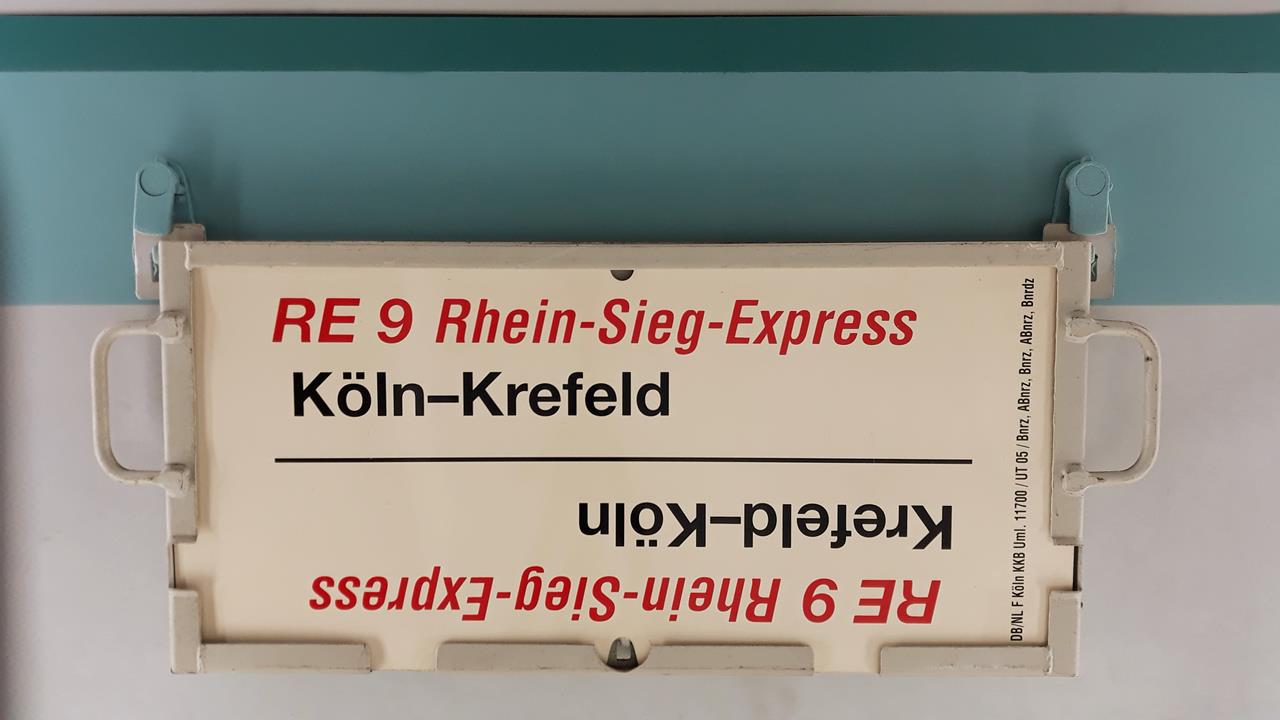 RE 9 Rhein-Sieg-Express
Köln–Krefeld
Krefeld–Köln
RE 9 Rhein-Sieg-Express
DB/NL F Köln KKB Uml. 11700 / UT 05 / Bnrz, ABnrz, Bnrz, ABnrz, Bnrdz